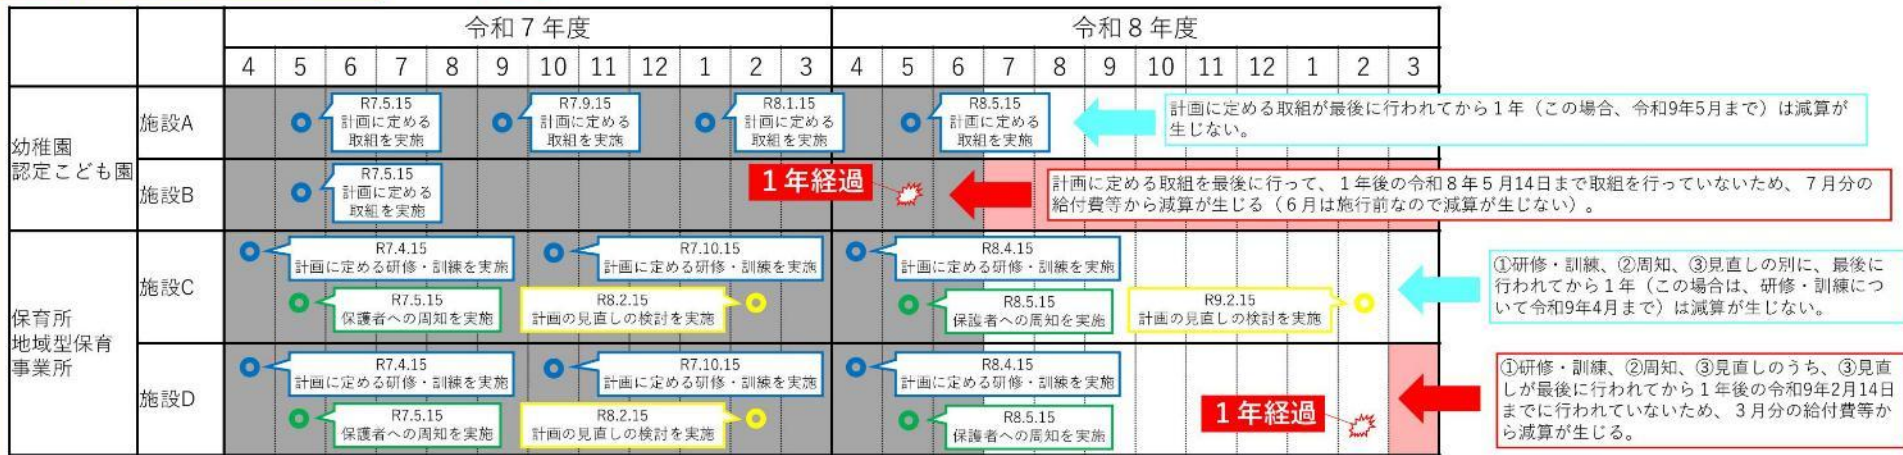 令和７年度
令和８年度
4 5 6 7 8 9 10 11 12 1 2 3 4 5 6 7 8 9 10 11 12 1 2 3
幼稚園
認定こども園
施設A
R7.5.15
計画に定める
取組を実施
R7.9.15
計画に定める
取組を実施
R8.1.15
計画に定める
取組を実施
R8.5.15
計画に定める
取組を実施
計画に定める取組が最後に行われてから１年（この場合、令和9年5月まで）は減算が
生じない。
施設B
R7.5.15
計画に定める
取組を実施
１年経過
計画に定める取組を最後に行って、１年後の令和８年５月14日まで取組を行っていないため、７月分の
給付費等から減算が生じる（６月は施行前なので減算が生じない）。
保育所
地域型保育
事業所
施設C
R7.4.15
計画に定める研修・訓練を実施
R7.10.15
計画に定める研修・訓練を実施
R8.4.15
計画に定める研修・訓練を実施
R7.5.15
保護者への周知を実施
R8.2.15
計画の見直しの検討を実施
R8.5.15
保護者への周知を実施
R9.2.15
計画の見直しの検討を実施
①研修・訓練、②周知、③見直しの別に、最後に
行われてから１年（この場合は、研修・訓練につ
いて令和9年4月まで）は減算が生じない。
施設D
R7.4.15
計画に定める研修・訓練を実施
R7.10.15
計画に定める研修・訓練を実施
R8.4.15
計画に定める研修・訓練を実施
R7.5.15
保護者への周知を実施
R8.2.15
計画の見直しの検討を実施
R8.5.15
保護者への周知を実施
１年経過
①研修・訓練、②周知、③見直しのうち、③見直
しが最後に行われてから１年後の令和9年2月14日
までに行われていないため、３月分の給付費等か
ら減算が生じる。